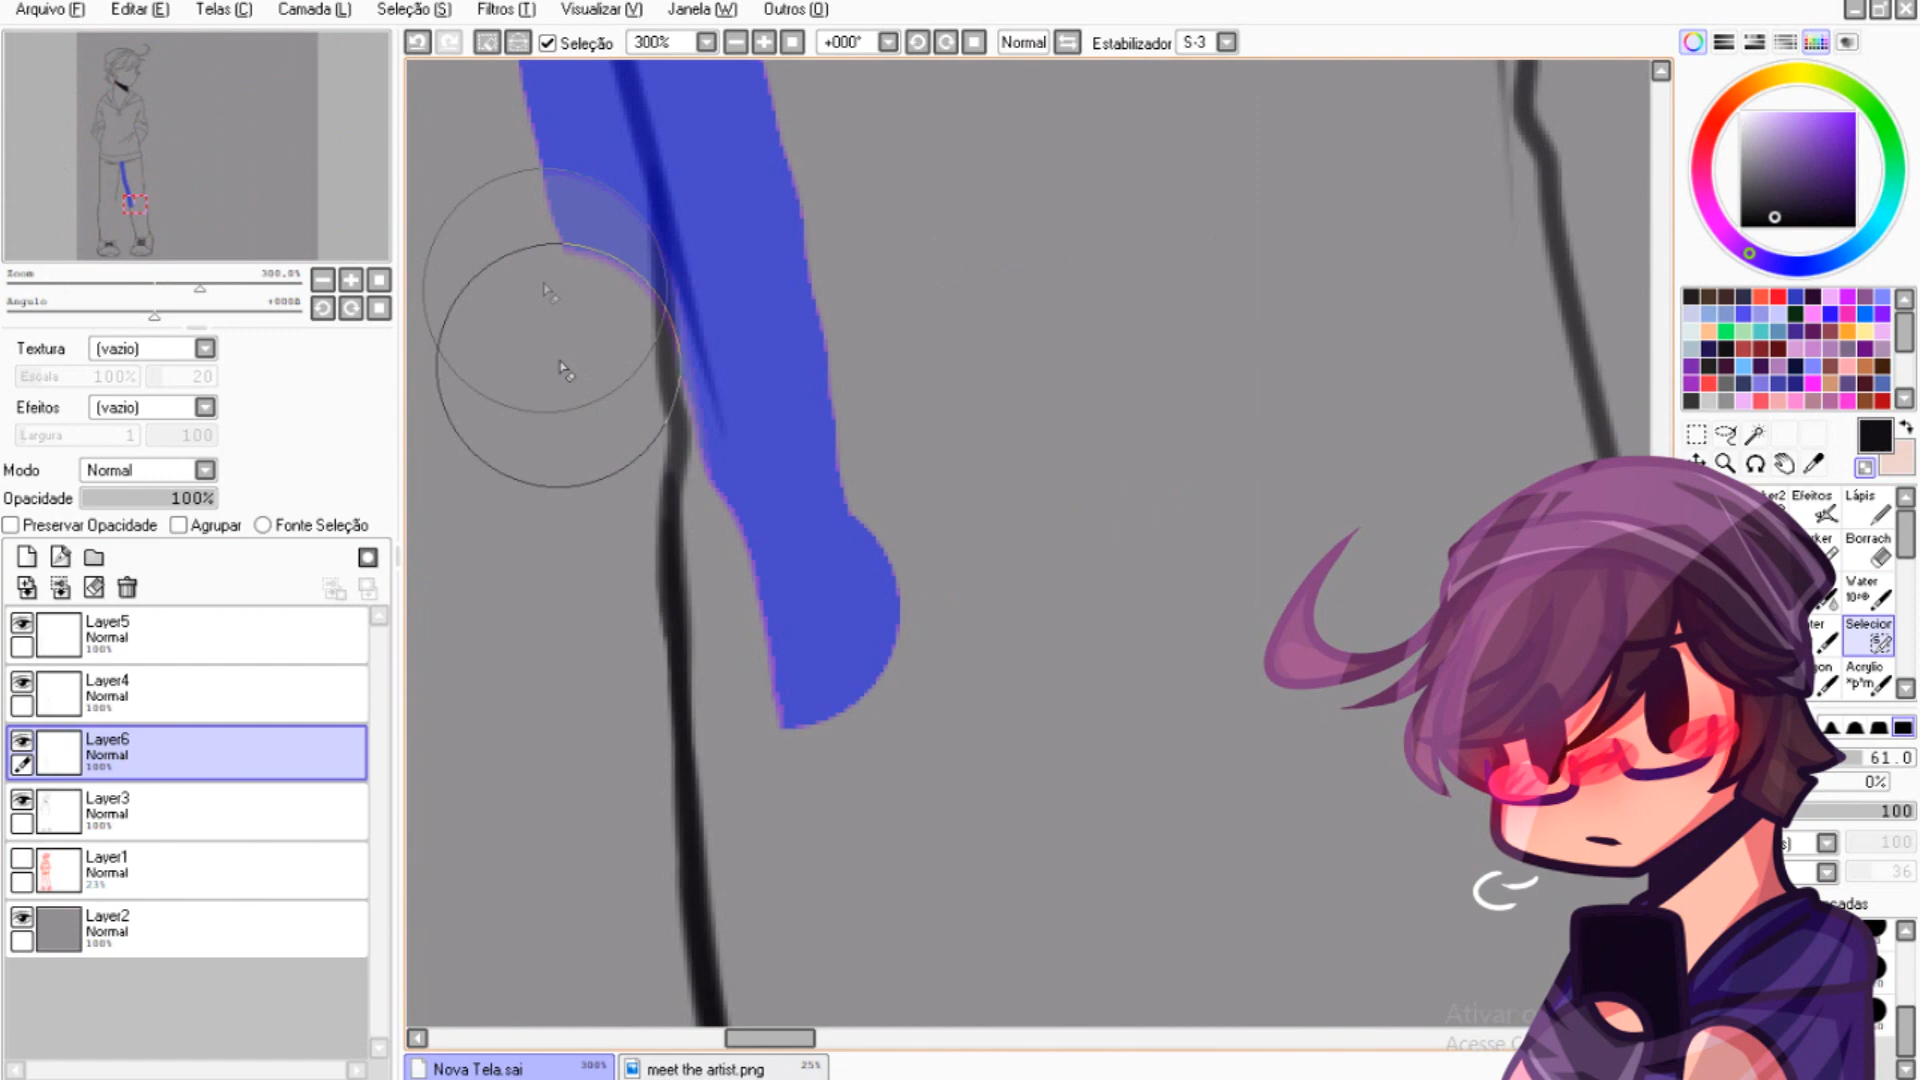 Arquivo (F) Editar (E) Telas (C) Camada (L) Seleção (S) Filtros (T) Visualizar (V) Janela (W) Outros (O)
Seleção 300% +000° Normal Estabilizador S-3
Zoom 300.0%
Angulo +000Â
Textura (vazio)
Escala 100% 20
Efeitos (vazio)
Largura 1 100
Modo Normal
Opacidade 100%
Preservar Opacidade Agrupar Fonte Seleção
Layer5
Normal
100%
Layer4
Normal
100%
Layer6
Normal
100%
Layer3
Normal
100%
Layer1
Normal
23%
Layer2
Normal
100%
Efeitos Lápis
Borrach
Water
Selecior
Acrylic
61.0
0%
100
100
36
Ativar
Acesse
Nova Tela.sai 300% meet the artist.png 25%